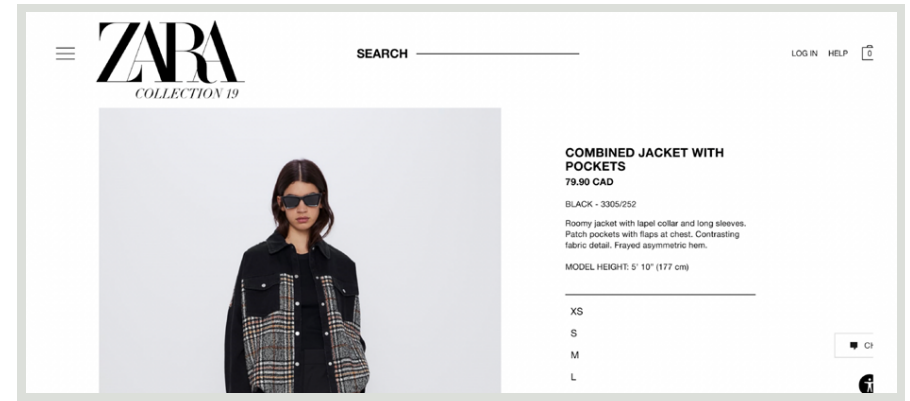 ZARA
COLLECTION 19
SEARCH
LOG IN HELP 0
COMBINED JACKET WITH
POCKETS
79.90 CAD
BLACK - 3305/252
Roomy jacket with lapel collar and long sleeves.
Patch pockets with flaps at chest. Contrasting
fabric detail. Frayed asymmetric hem.
MODEL HEIGHT: 5' 10" (177 cm)
XS
S
M
L